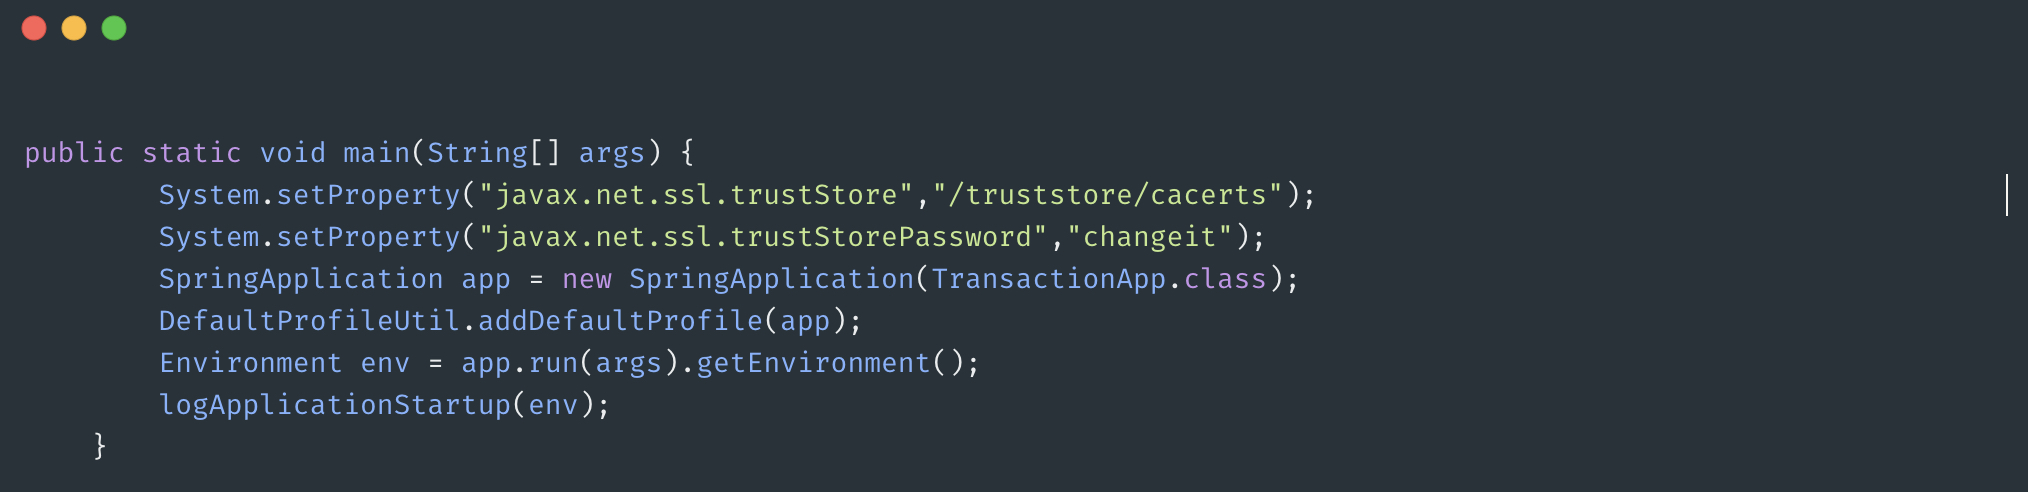 public static void main(String[] args) {
        System.setProperty("javax.net.ssl.trustStore","/truststore/cacerts");
        System.setProperty("javax.net.ssl.trustStorePassword","changeit");
        SpringApplication app = new SpringApplication(TransactionApp.class);
        DefaultProfileUtil.addDefaultProfile(app);
        Environment env = app.run(args).getEnvironment();
        logApplicationStartup(env);
    }